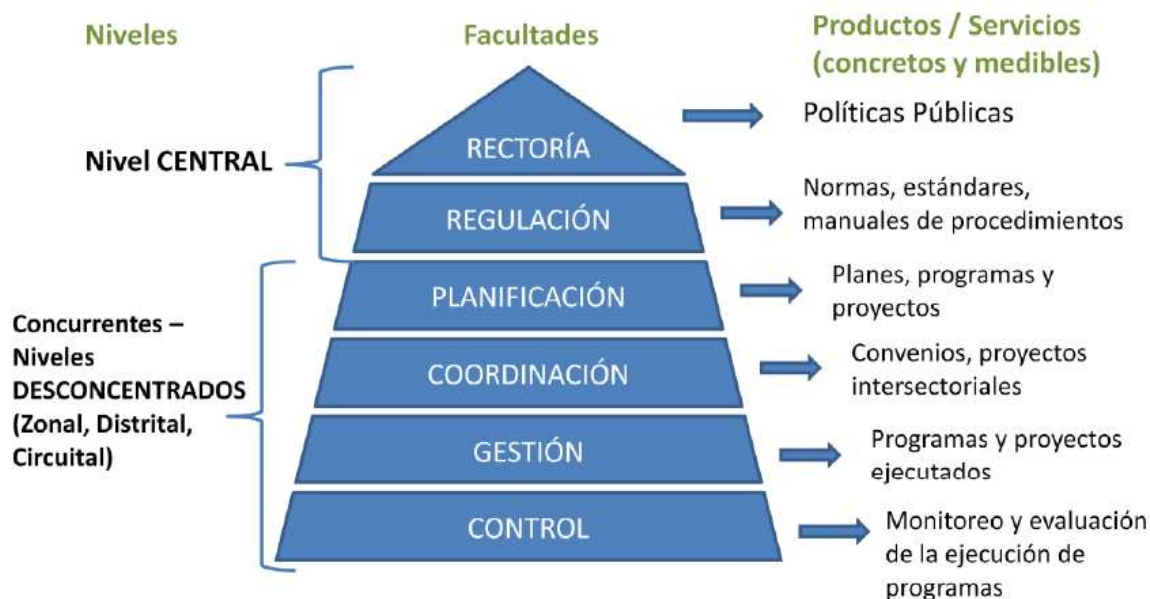 Niveles
Facultades
Productos / Servicios
(concretos y medibles)
Nivel CENTRAL
RECTORÍA
Políticas Públicas
REGULACIÓN
Normas, estándares,
manuales de procedimientos
Concurrentes –
Niveles
DESCONCENTRADOS
(Zonal, Distrital,
Circuital)
PLANIFICACIÓN
Planes, programas y
proyectos
COORDINACIÓN
Convenios, proyectos
intersectoriales
GESTIÓN
Programas y proyectos
ejecutados
CONTROL
Monitoreo y evaluación
de la ejecución de
programas